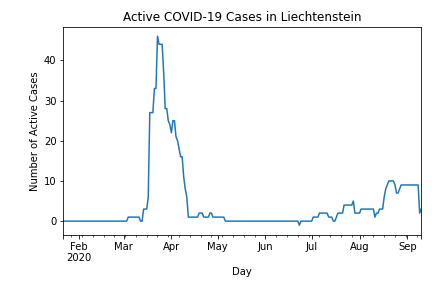 Active COVID-19 Cases in Liechtenstein
Number of Active Cases
40
30
20
10
0
Feb Mar Apr May Jun Jul Aug Sep
2020
Day